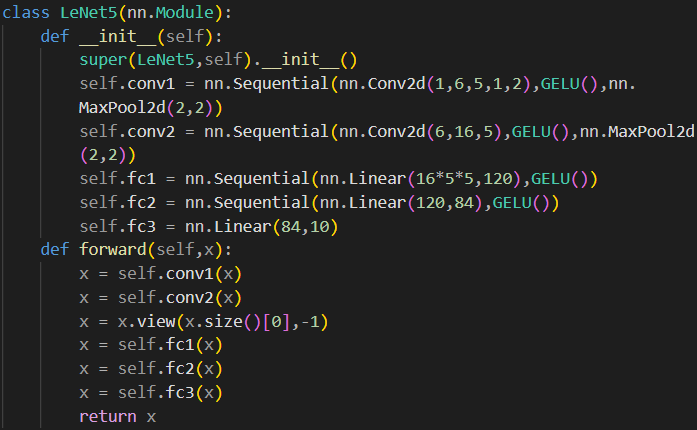 class LeNet5(nn.Module):
    def __init__(self):
        super(LeNet5,self).__init__()
        self.conv1 = nn.Sequential(nn.Conv2d(1,6,5,1,2),GELU(),nn.
        MaxPool2d(2,2))
        self.conv2 = nn.Sequential(nn.Conv2d(6,16,5),GELU(),nn.MaxPool2d
        (2,2))
        self.fc1 = nn.Sequential(nn.Linear(16*5*5,120),GELU())
        self.fc2 = nn.Sequential(nn.Linear(120,84),GELU())
        self.fc3 = nn.Linear(84,10)
    def forward(self,x):
        x = self.conv1(x)
        x = self.conv2(x)
        x = x.view(x.size()[0],-1)
        x = self.fc1(x)
        x = self.fc2(x)
        x = self.fc3(x)
        return x